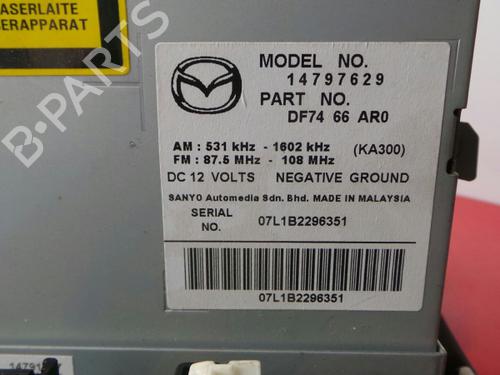 ASERLAITE
ERAPPARAT
MODEL NO.
14797629
PART NO.
DF74 66 AR0
AM : 531 kHz - 1602 kHz (KA300)
FM : 87.5 MHz - 108 MHz
DC 12 VOLTS NEGATIVE GROUND
SANYO Automedia Sdn. Bhd. MADE IN MALAYSIA
SERIAL NO. 07L1B2296351
07L1B2296351